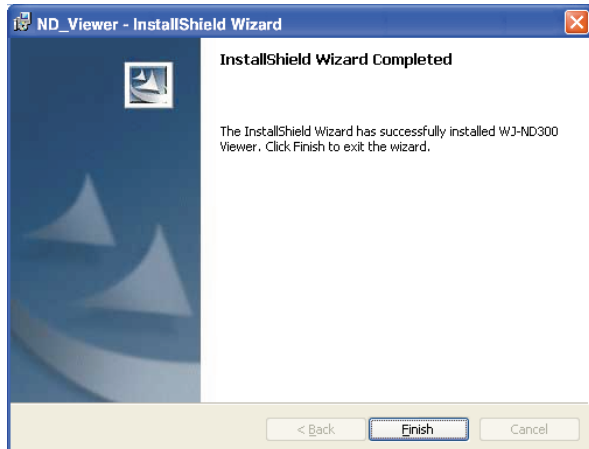 ND_Viewer - InstallShield Wizard
InstallShield Wizard Completed
The InstallShield Wizard has successfully installed WJ-ND300
Viewer. Click Finish to exit the wizard.
< Back Finish Cancel